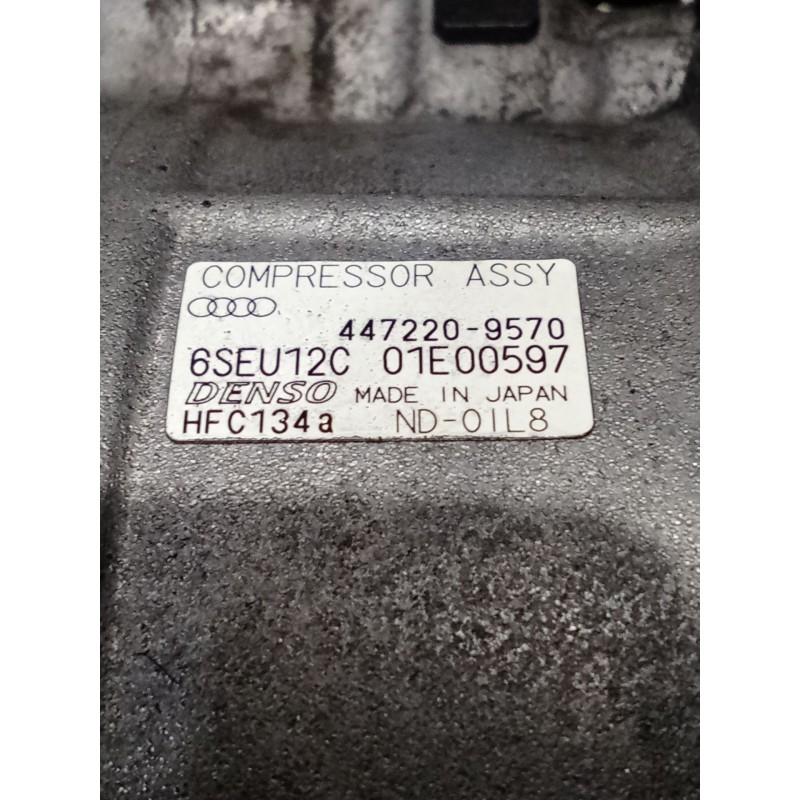 COMPRESSOR ASSY
447220-9570
6SEU12C 01E00597
DENSO MADE IN JAPAN
HFC134a ND-OIL8